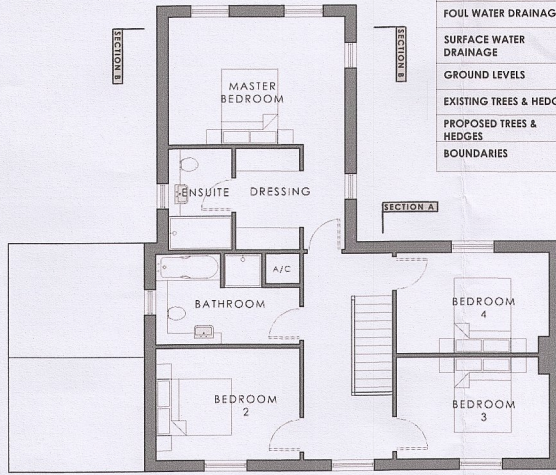 SECTION B
SECTION B
FOUL WATER DRAINAG
SURFACE WATER
DRAINAGE
GROUND LEVELS
EXISTING TREES & HEDG
PROPOSED TREES &
HEDGES
BOUNDARIES
MASTER
BEDROOM
ENSUITE
DRESSING
SECTION A
A/C
BATHROOM
BEDROOM
4
BEDROOM
2
BEDROOM
3